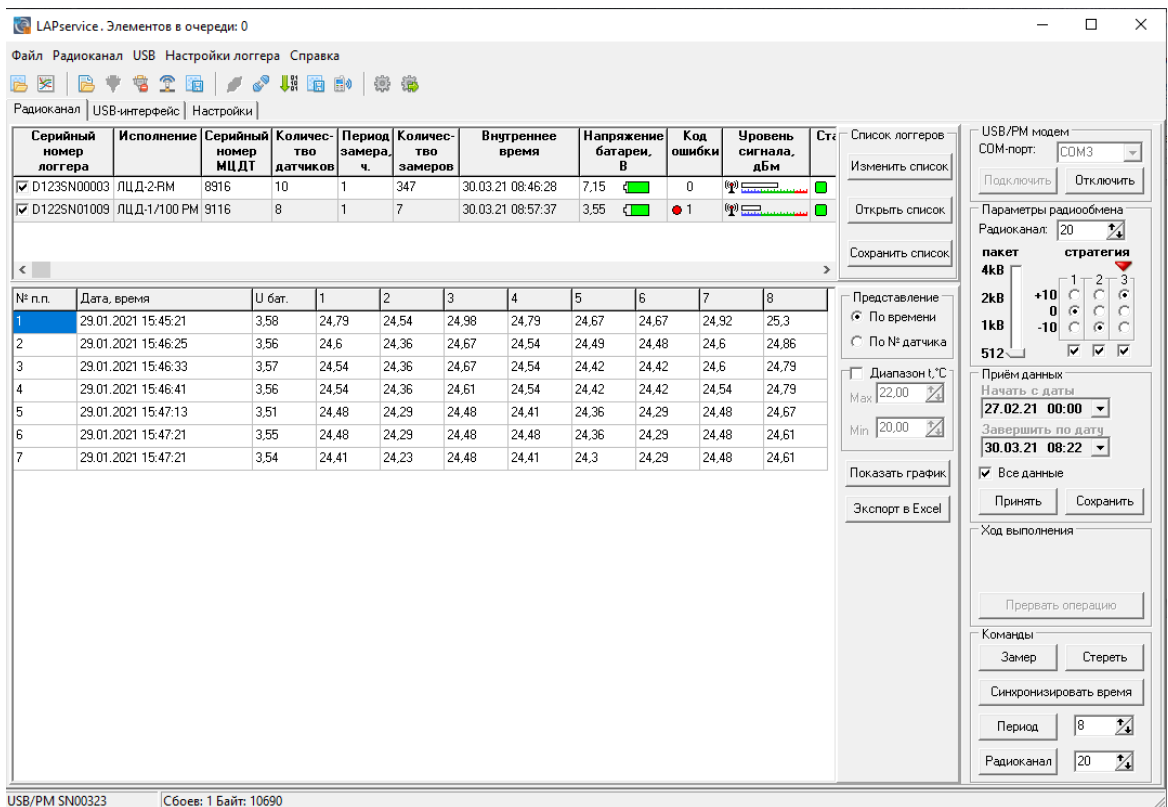 LAPservice. Элементов в очереди: 0
Файл Радиоканал USB Настройки логгера Справка
Радиоканал USB-интерфейс Настройки
Серийный номер логгера Исполнение Серийный номер МЦДТ Количес-тво датчиков Период замера, ч. Количес-тво замеров Внутреннее время Напряжение батареи, В Код ошибки Уровень сигнала, дБм Ста
D123SN00003 ЛЦД-2-RM 8916 10 1 347 30.03.21 08:46:28 7,15 0
D122SN01009 ЛЦД-1/100 РМ 9116 8 1 7 30.03.21 08:57:37 3,55 1
№ п.п. Дата, время U бат. 1 2 3 4 5 6 7 8
1 29.01.2021 15:45:21 3,58 24,79 24,54 24,98 24,79 24,67 24,67 24,92 25,3
2 29.01.2021 15:46:25 3,56 24,6 24,36 24,67 24,54 24,49 24,48 24,6 24,86
3 29.01.2021 15:46:33 3,57 24,54 24,36 24,67 24,54 24,42 24,42 24,6 24,79
4 29.01.2021 15:46:41 3,56 24,54 24,36 24,61 24,54 24,42 24,42 24,54 24,79
5 29.01.2021 15:47:13 3,51 24,48 24,29 24,48 24,41 24,36 24,29 24,48 24,67
6 29.01.2021 15:47:21 3,55 24,48 24,29 24,48 24,48 24,36 24,29 24,48 24,61
7 29.01.2021 15:47:21 3,54 24,41 24,23 24,48 24,41 24,3 24,29 24,48 24,61
Список логгеров
Изменить список
Открыть список
Сохранить список
Представление
По времени
По № датчика
Диапазон t,°C
Max 22,00
Min 20,00
Показать график
Экспорт в Excel
USB/РМ модем
COM-порт: COM3
Подключить Отключить
Параметры радиообмена
Радиоканал: 20
пакет стратегия
4kB
1 2 3
2kB +10
0
1kB -10
512
Приём данных
Начать с даты
27.02.21 00:00
Завершить по дату
30.03.21 08:22
Все данные
Принять Сохранить
Ход выполнения
Прервать операцию
Команды
Замер Стереть
Синхронизировать время
Период 8
Радиоканал 20
USB/РМ SN00323 Сбоев: 1 Байт: 10690